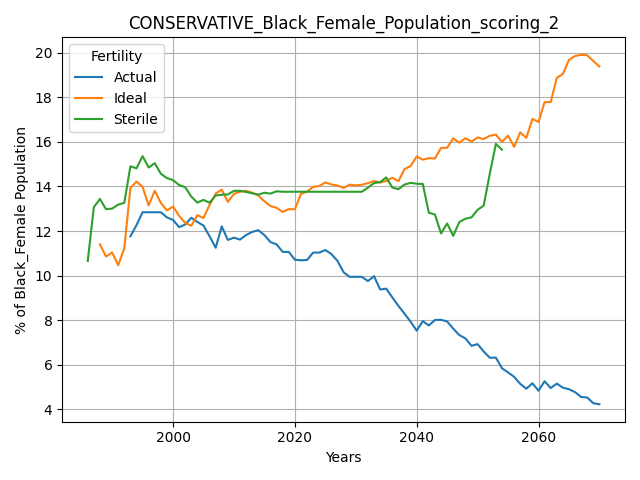 CONSERVATIVE_Black_Female_Population_scoring_2
Fertility
Actual
Ideal
Sterile
% of Black_Female Population
20
18
16
14
12
10
8
6
4
2000 2020 2040 2060
Years